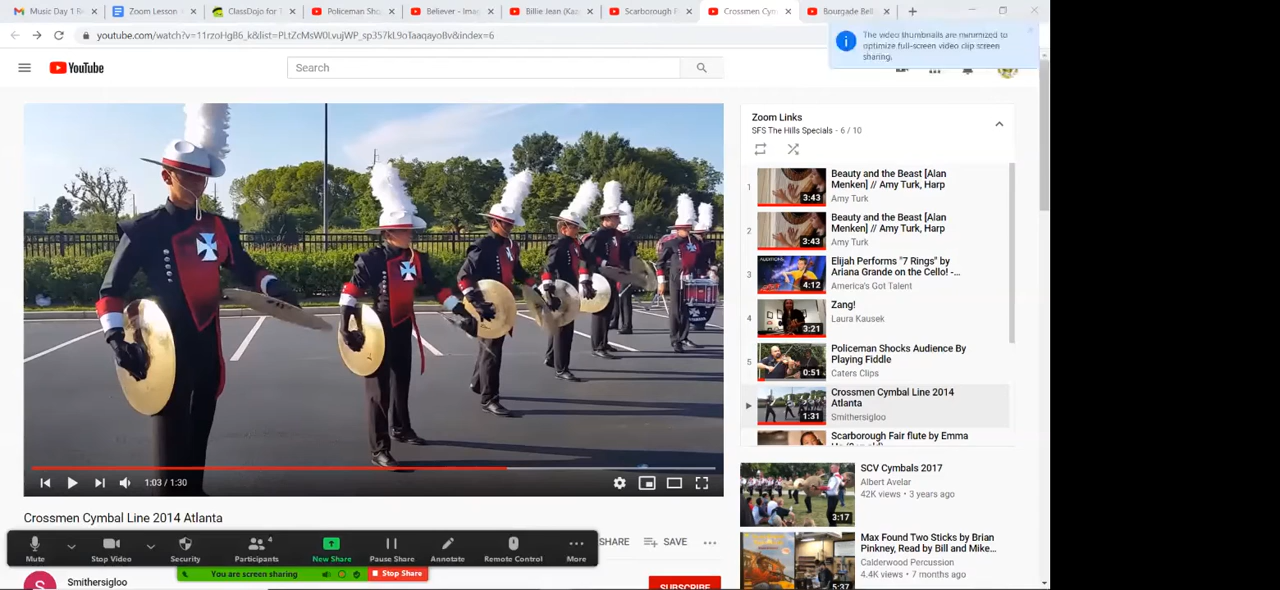 Music Day 1 Re
Zoom Lesson
ClassDojo for T
Policeman Sho
Believer - Imag
Billie Jean (Kaz
Scarborough F
Crossmen Cym
Bourgade Bell
youtube.com/watch?v=11rzoHgB6_k&list=PLtZcMsW0LvujWP_sp357kL9oTaaqayoBv&index=6
The video thumbnails are minimized to
optimize full-screen video clip screen
sharing.
YouTube
Search
Zoom Links
SFS The Hills Specials - 6 / 10
1
Beauty and the Beast [Alan
Menken] // Amy Turk, Harp
Amy Turk
3:43
2
Beauty and the Beast [Alan
Menken] // Amy Turk, Harp
Amy Turk
3:43
3
Elijah Performs "7 Rings" by
Ariana Grande on the Cello! -...
America's Got Talent
4:12
4
Zang!
Laura Kausek
3:21
5
Policeman Shocks Audience By
Playing Fiddle
Caters Clips
0:51
Crossmen Cymbal Line 2014
Atlanta
Smithersigloo
1:31
Scarborough Fair flute by Emma
1:03 / 1:30
SCV Cymbals 2017
Albert Avelar
42K views • 3 years ago
3:17
Max Found Two Sticks by Brian
Pinkney, Read by Bill and Mike...
Calderwood Percussion
4.4K views • 7 months ago
5:37
Crossmen Cymbal Line 2014 Atlanta
SHARE
SAVE
Mute
Stop Video
Security
4
Participants
New Share
Pause Share
Annotate
Remote Control
More
You are screen sharing
Stop Share
S
Smithersigloo
SUBSCRIBE